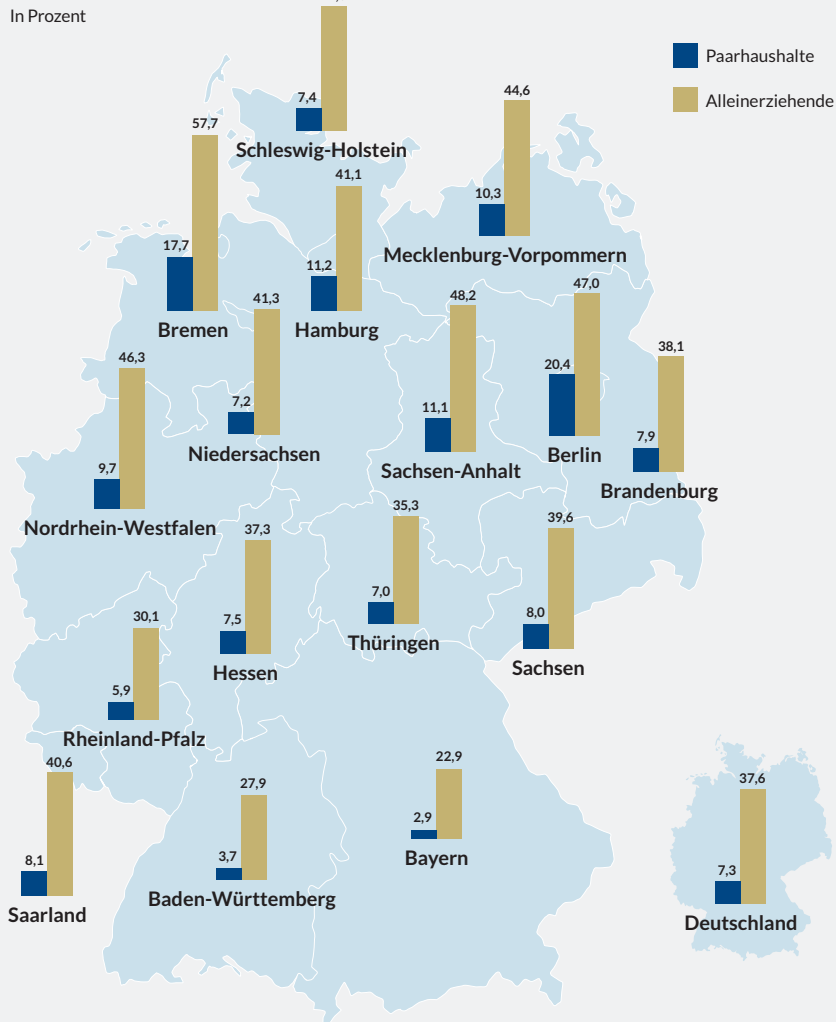 In Prozent
Paarhaushalte
Alleinerziehende
7,4
Schleswig-Holstein
44,6
10,3
Mecklenburg-Vorpommern
57,7
17,7
Bremen
41,1
11,2
Hamburg
41,3
7,2
Niedersachsen
48,2
11,1
Sachsen-Anhalt
47,0
20,4
Berlin
38,1
7,9
Brandenburg
46,3
9,7
Nordrhein-Westfalen
37,3
7,5
Hessen
35,3
7,0
Thüringen
39,6
8,0
Sachsen
30,1
5,9
Rheinland-Pfalz
40,6
8,1
Saarland
27,9
3,7
Baden-Württemberg
22,9
2,9
Bayern
37,6
7,3
Deutschland